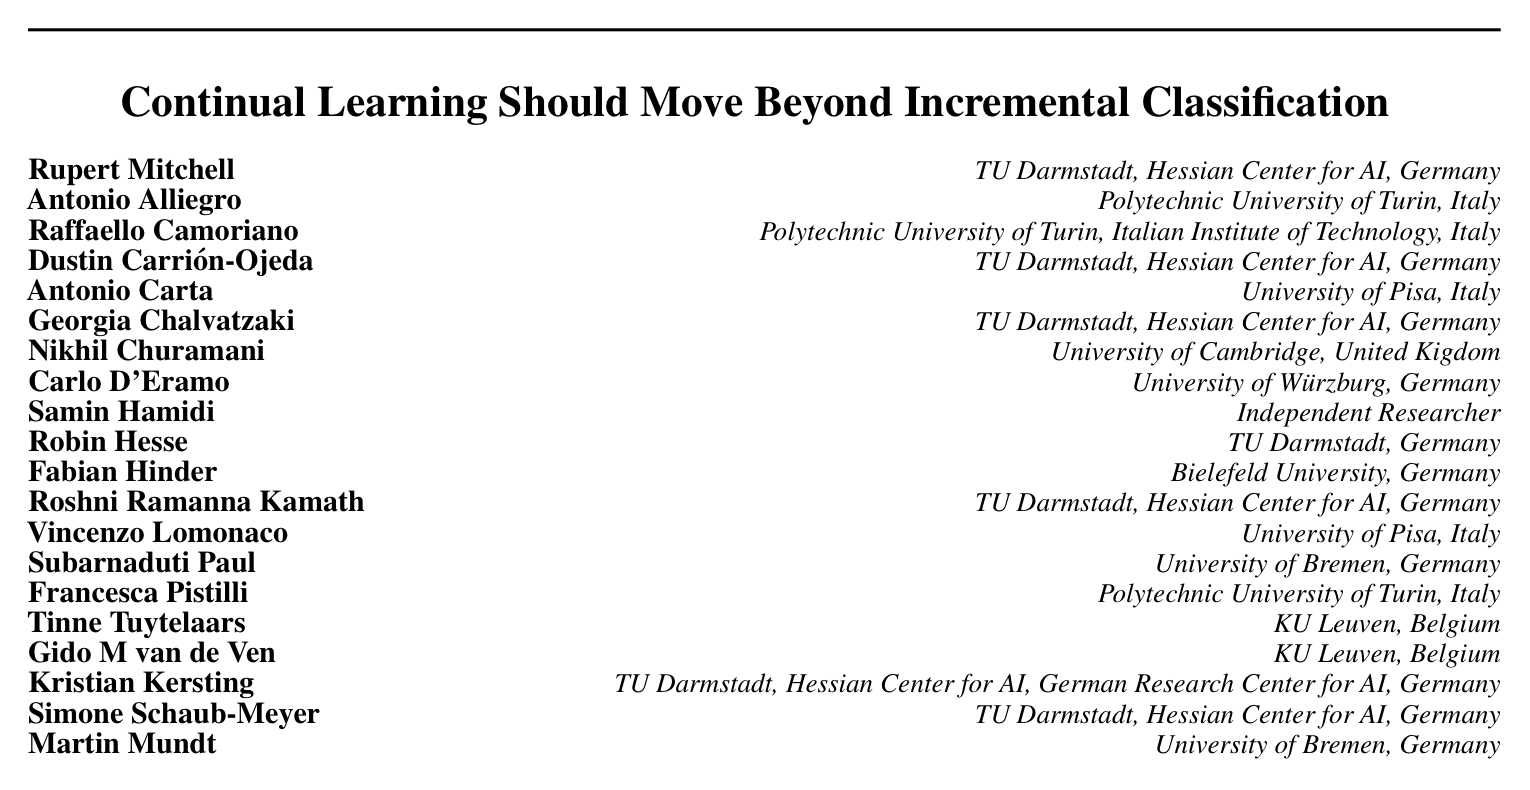 Continual Learning Should Move Beyond Incremental Classification
Rupert Mitchell TU Darmstadt, Hessian Center for AI, Germany
Antonio Alliegro Polytechnic University of Turin, Italy
Raffaello Camoriano Polytechnic University of Turin, Italian Institute of Technology, Italy
Dustin Carrión-Ojeda TU Darmstadt, Hessian Center for AI, Germany
Antonio Carta University of Pisa, Italy
Georgia Chalvatzaki TU Darmstadt, Hessian Center for AI, Germany
Nikhil Churamani University of Cambridge, United Kigdom
Carlo D'Eramo University of Würzburg, Germany
Samin Hamidi Independent Researcher
Robin Hesse TU Darmstadt, Germany
Fabian Hinder Bielefeld University, Germany
Roshni Ramanna Kamath TU Darmstadt, Hessian Center for AI, Germany
Vincenzo Lomonaco University of Pisa, Italy
Subarnaduti Paul University of Bremen, Germany
Francesca Pistilli Polytechnic University of Turin, Italy
Tinne Tuytelaars KU Leuven, Belgium
Gido M van de Ven KU Leuven, Belgium
Kristian Kersting TU Darmstadt, Hessian Center for AI, German Research Center for AI, Germany
Simone Schaub-Meyer TU Darmstadt, Hessian Center for AI, Germany
Martin Mundt University of Bremen, Germany